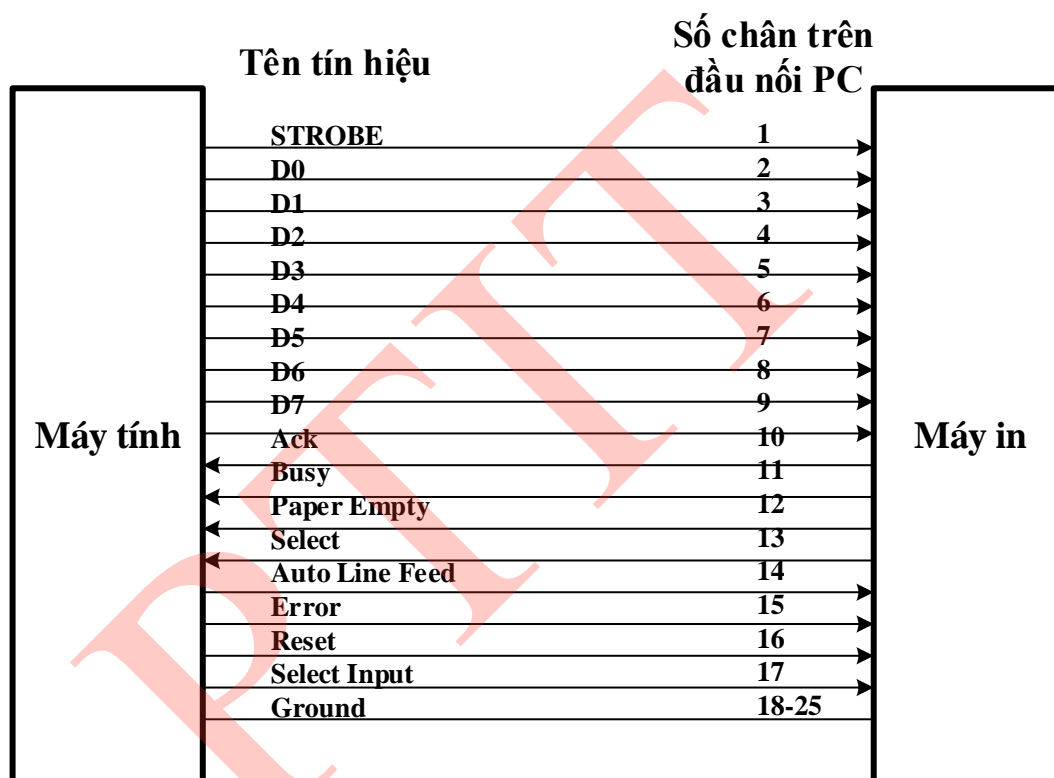 Tên tín hiệu
Số chân trên
đầu nối PC
STROBE 1
D0 2
D1 3
D2 4
D3 5
D4 6
D5 7
D6 8
D7 9
Ack 10
Busy 11
Paper Empty 12
Select 13
Auto Line Feed 14
Error 15
Reset 16
Select Input 17
Ground 18-25
Máy tính
Máy in
PTIT